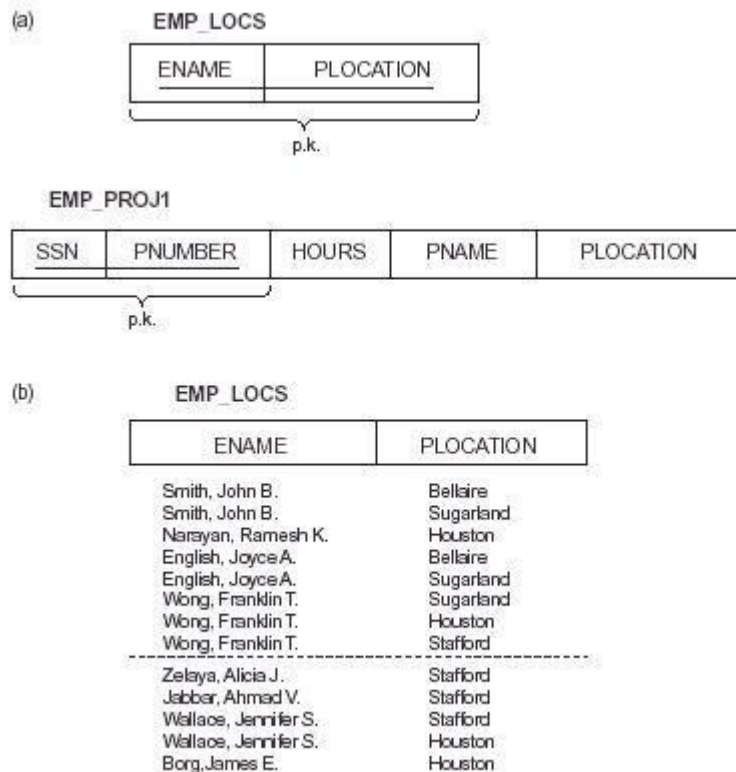 (a) EMP_LOCS
ENAME PLOCATION
p.k.
EMP_PROJ1
SSN PNUMBER HOURS PNAME PLOCATION
p.k.
(b) EMP_LOCS
ENAME PLOCATION
Smith, John B. Bellaire
Smith, John B. Sugarland
Narayan, Ramesh K. Houston
English, Joyce A. Bellaire
English, Joyce A. Sugarland
Wong, Franklin T. Sugarland
Wong, Franklin T. Houston
Wong, Franklin T. Stafford
Zelaya, Alicia J. Stafford
Jabbar, Ahmad V. Stafford
Wallace, Jennifer S. Stafford
Wallace, Jennifer S. Houston
Borg,James E. Houston